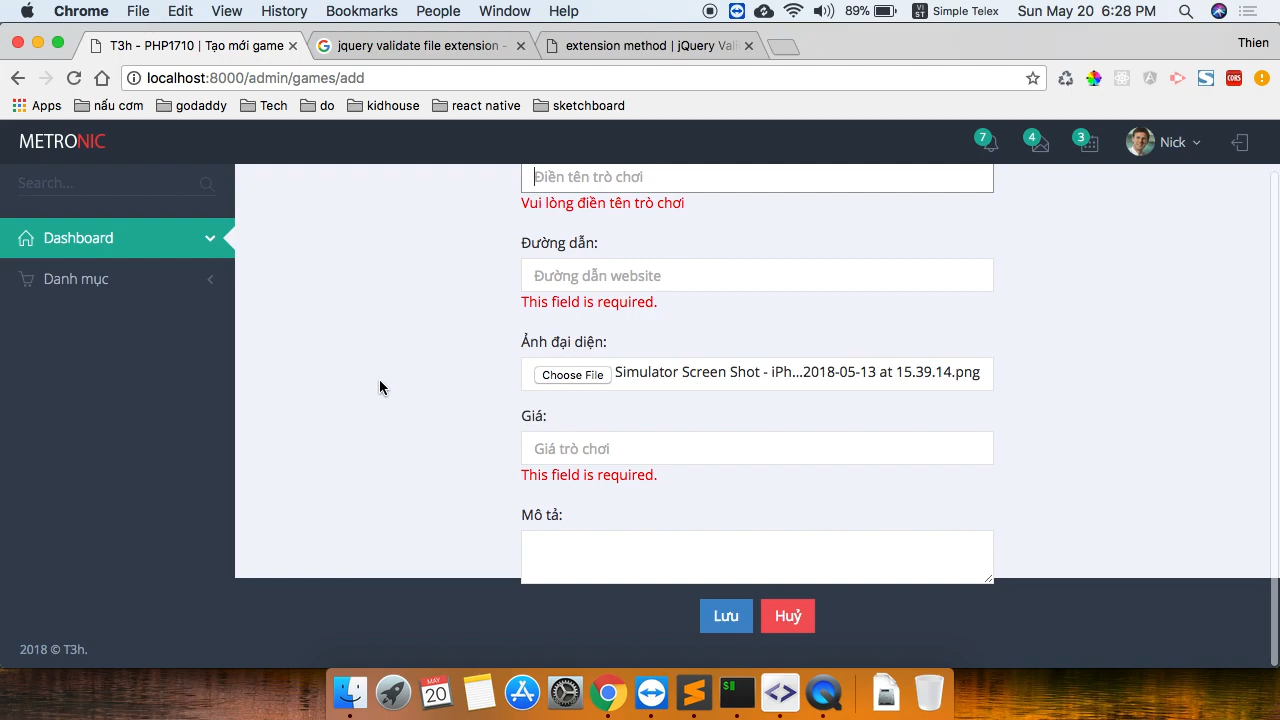 Chrome File Edit View History Bookmarks People Window Help 89% VI ST Simple Telex Sun May 20 6:28 PM
T3h - PHP1710 | Tạo mới game jquery validate file extension - extension method | jQuery Vali Thien
localhost:8000/admin/games/add CORS
Apps nấu cơm godaddy Tech do kidhouse react native sketchboard
METRONIC 7 4 3 Nick
Search...
Điền tên trò chơi
Vui lòng điền tên trò chơi
Dashboard
Đường dẫn:
Danh mục
Đường dẫn website
This field is required.
Ảnh đại diện:
Choose File Simulator Screen Shot - iPh...2018-05-13 at 15.39.14.png
Giá:
Giá trò chơi
This field is required.
Mô tả:
Lưu Huỷ
2018 © T3h.
MAY
20
$